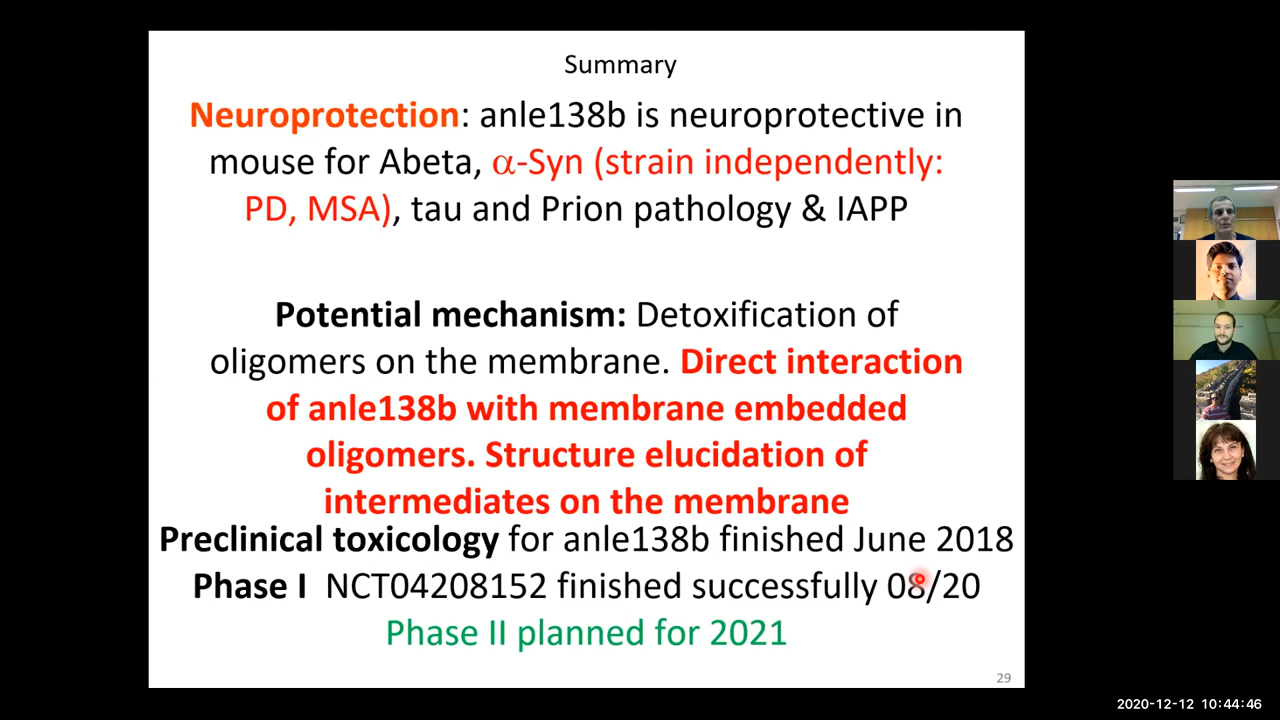 Summary
Neuroprotection: anle138b is neuroprotective in
mouse for Abeta, α-Syn (strain independently:
PD, MSA), tau and Prion pathology & IAPP
Potential mechanism: Detoxification of
oligomers on the membrane. Direct interaction
of anle138b with membrane embedded
oligomers. Structure elucidation of
intermediates on the membrane
Preclinical toxicology for anle138b finished June 2018
Phase I NCT04208152 finished successfully 08/20
Phase II planned for 2021
29
2020-12-12 10:44:46